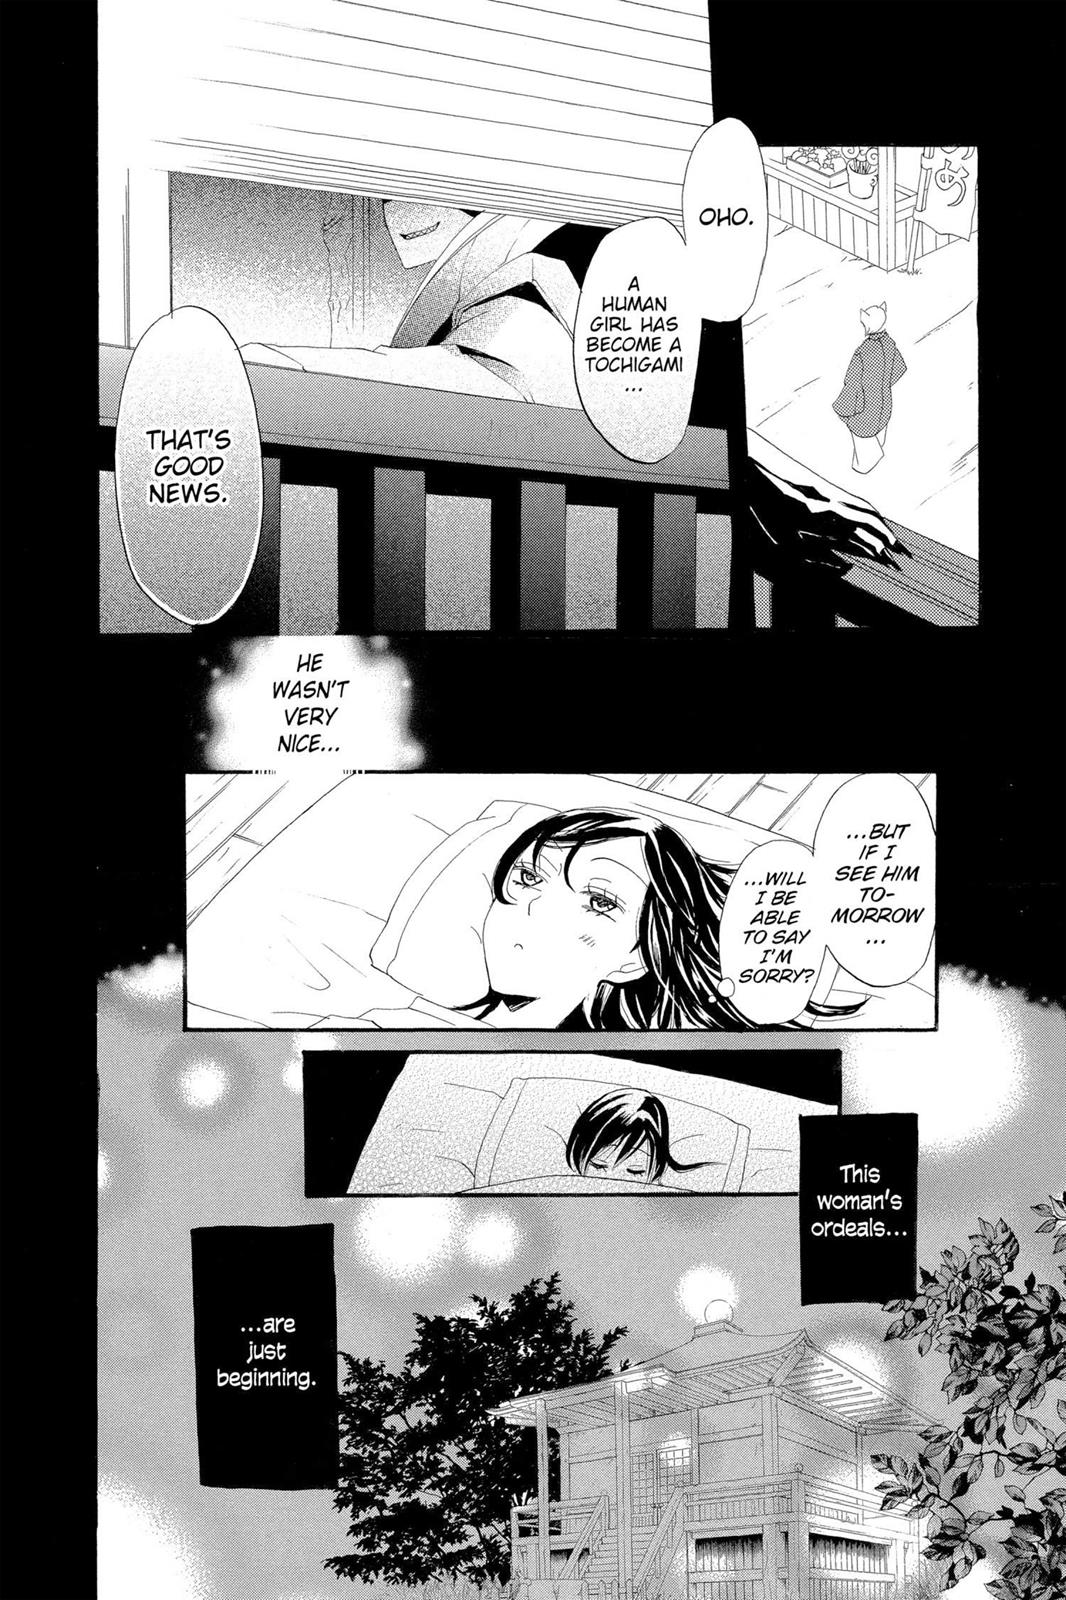 OHO.
A
HUMAN
GIRL HAS
BECOME A
TOCHIGAMI
...
THAT'S
GOOD
NEWS.
HE
WASN'T
VERY
NICE...
...BUT
IF I
SEE HIM
TO-
MORROW
...
...WILL
I BE
ABLE
TO SAY
I'M
SORRY?
This
woman's
ordeals...
...are
just
beginning.